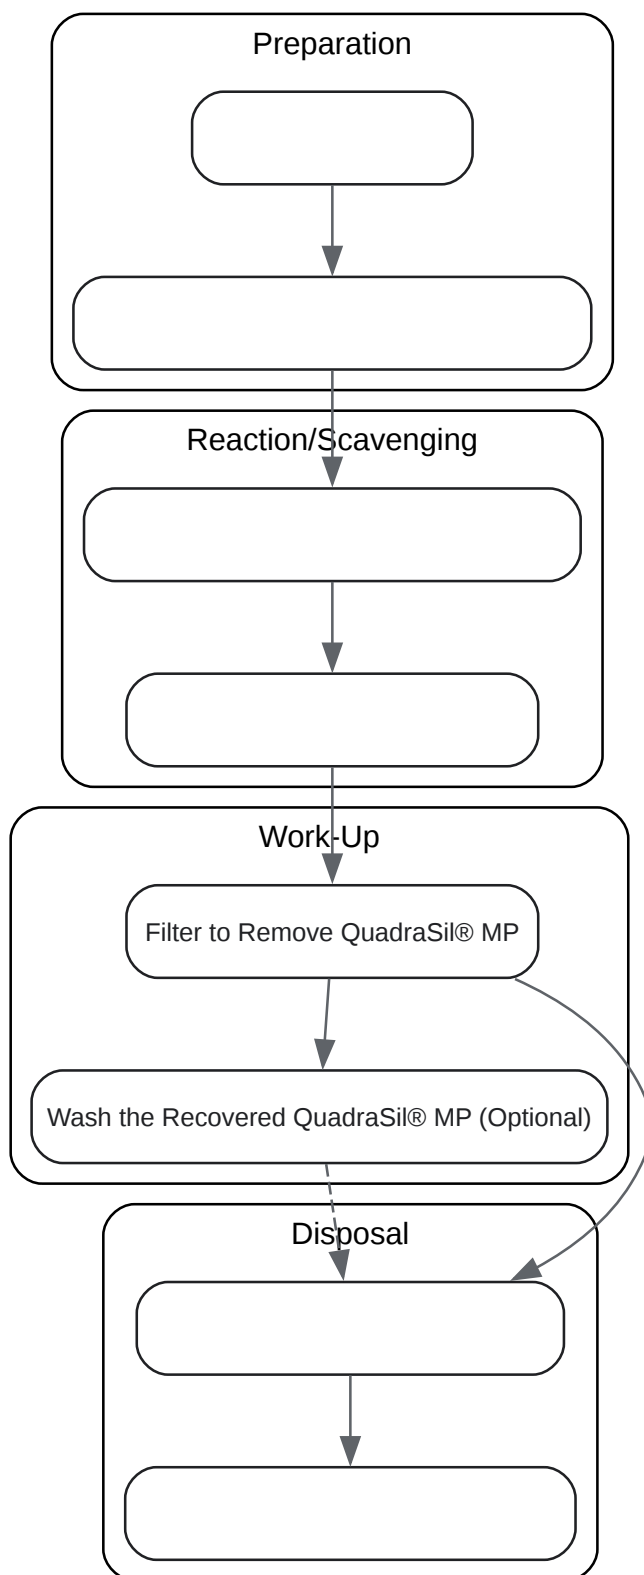 Preparation
Reaction/Scavenging
Work-Up
Filter to Remove QuadraSil® MP
Wash the Recovered QuadraSil® MP (Optional)
Disposal